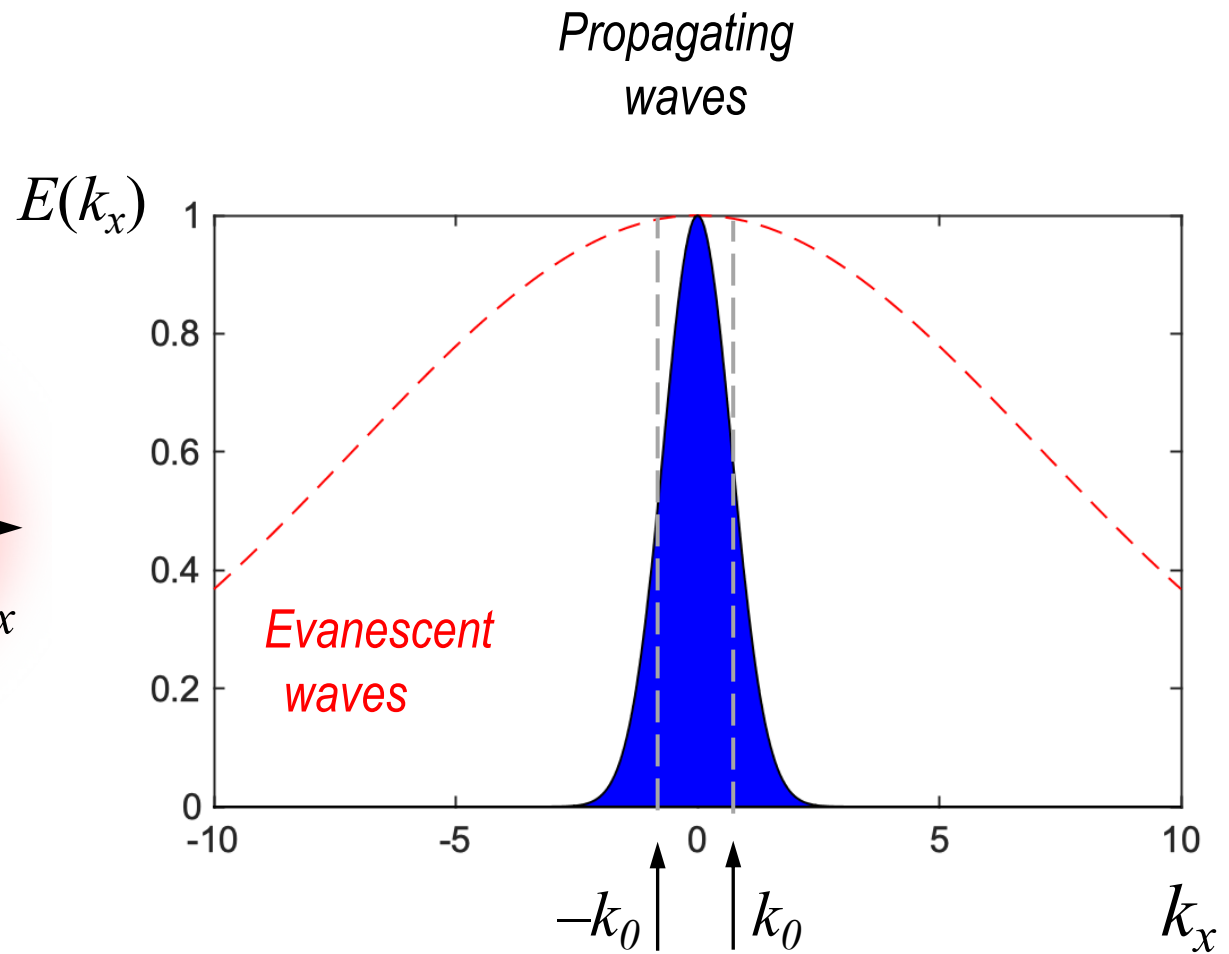 Propagating
waves
E(kₓ)
1
0.8
0.6
0.4
0.2
0
x
Evanescent
waves
-10 -5 0 5 10
–k₀ k₀ kₓ